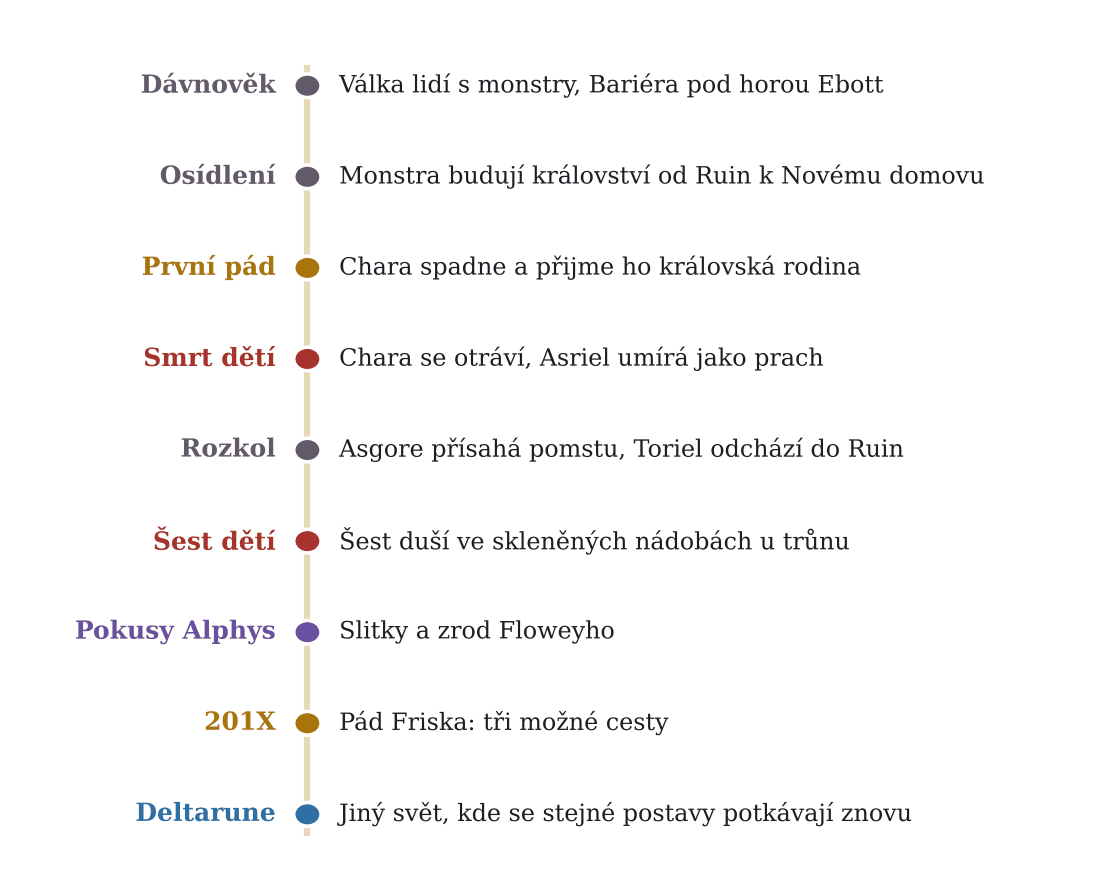 Dávnověk Válka lidí s monstry, Bariéra pod horou Ebott
Osídlení Monstra budují království od Ruin k Novému domovu
První pád Chara spadne a přijme ho královská rodina
Smrt dětí Chara se otráví, Asriel umírá jako prach
Rozkol Asgore přísahá pomstu, Toriel odchází do Ruin
Šest dětí Šest duší ve skleněných nádobách u trůnu
Pokusy Alphys Slitky a zrod Floweyho
201X Pád Friska: tři možné cesty
Deltarune Jiný svět, kde se stejné postavy potkávají znovu